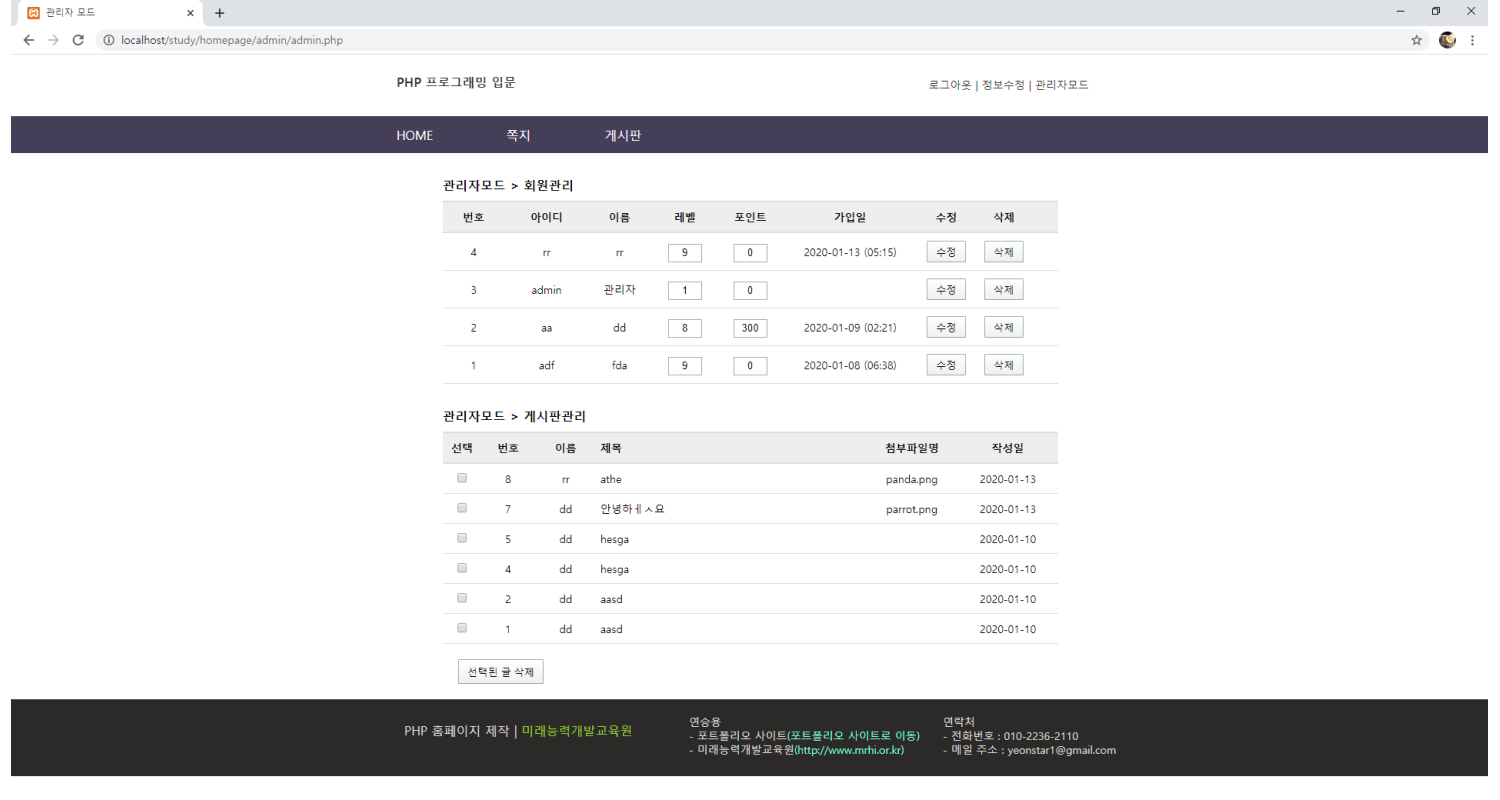 관리자 모드
localhost/study/homepage/admin/admin.php
PHP 프로그래밍 입문
로그아웃 | 정보수정 | 관리자모드
HOME 쪽지 게시판
관리자모드 > 회원관리
번호 아이디 이름 레벨 포인트 가입일 수정 삭제
4 rr rr 9 0 2020-01-13 (05:15) 수정 삭제
3 admin 관리자 1 0 수정 삭제
2 aa dd 8 300 2020-01-09 (02:21) 수정 삭제
1 adf fda 9 0 2020-01-08 (06:38) 수정 삭제
관리자모드 > 게시판관리
선택 번호 이름 제목 첨부파일명 작성일
8 rr athe panda.png 2020-01-13
7 dd 안녕하ㅔㅅ요 parrot.png 2020-01-13
5 dd hesga 2020-01-10
4 dd hesga 2020-01-10
2 dd aasd 2020-01-10
1 dd aasd 2020-01-10
선택된 글 삭제
PHP 홈페이지 제작 | 미래능력개발교육원
연승용
- 포트폴리오 사이트(포트폴리오 사이트로 이동)
- 미래능력개발교육원(http://www.mrhi.or.kr)
연락처
- 전화번호 : 010-2236-2110
- 메일 주소 : yeonstar1@gmail.com